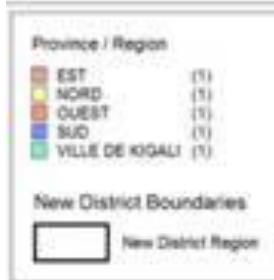 Province / Region
EST (1)
NORD (1)
OUEST (1)
SUD (1)
VILLE DE KIGALI (1)
New District Boundaries
New District Region